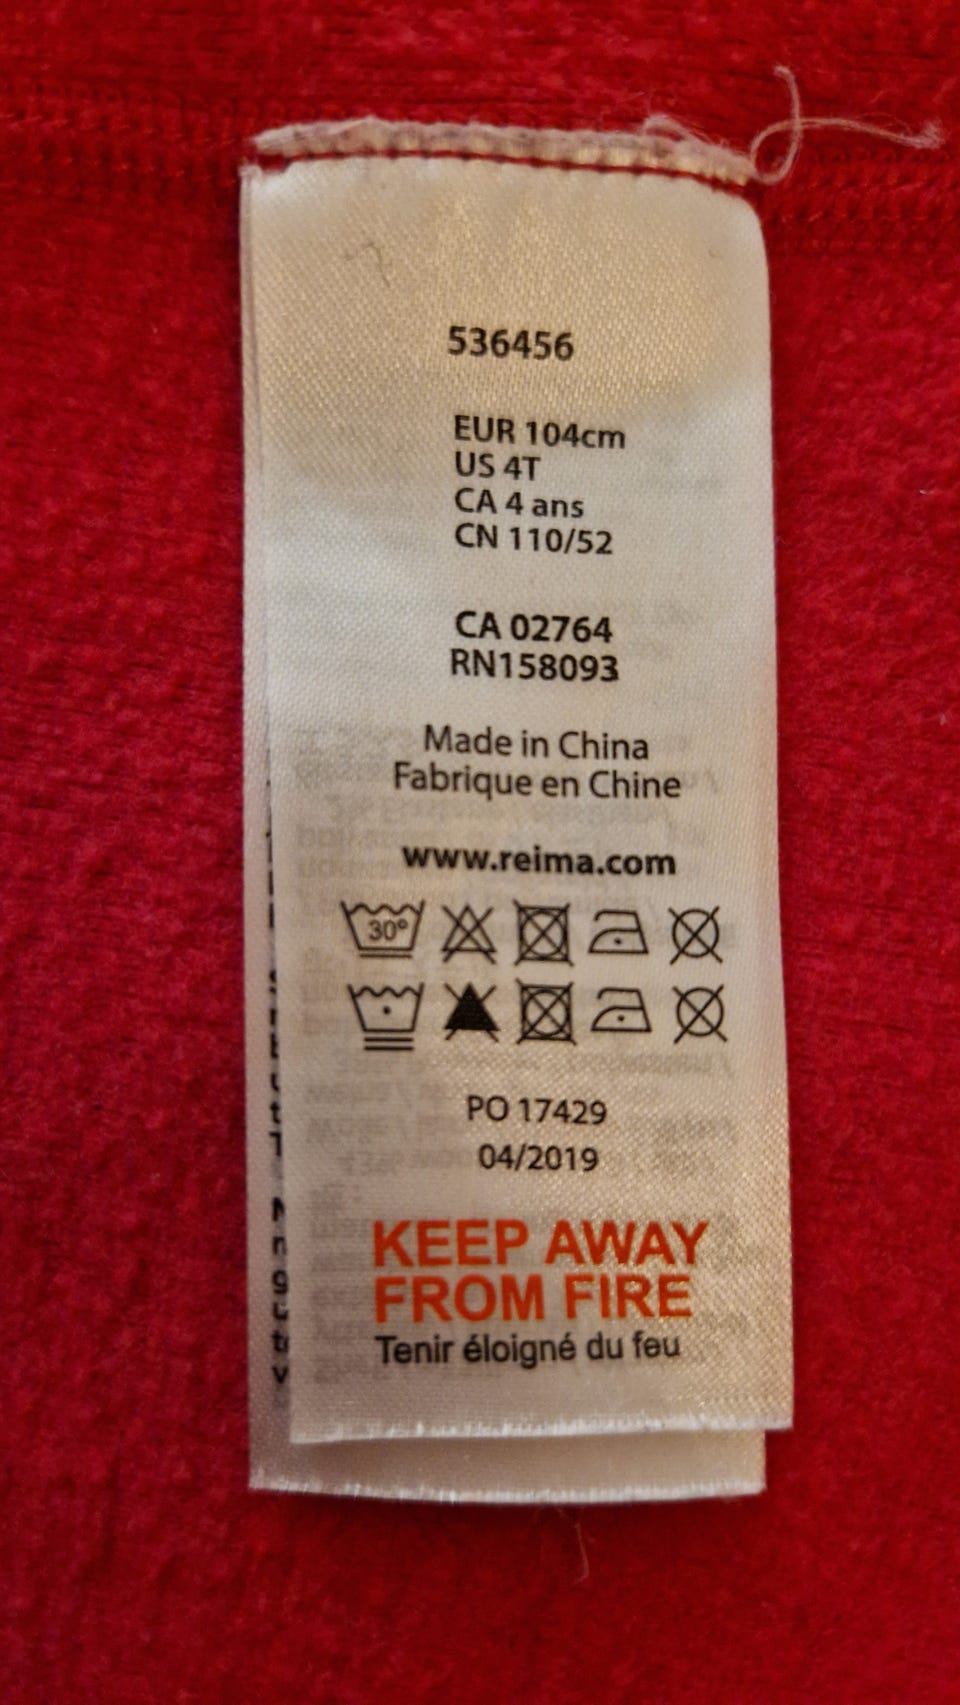 536456
EUR 104cm
US 4T
CA 4 ans
CN 110/52
CA 02764
RN158093
Made in China
Fabrique en Chine
www.reima.com
30°
PO 17429
04/2019
KEEP AWAY
FROM FIRE
Tenir éloigné du feu